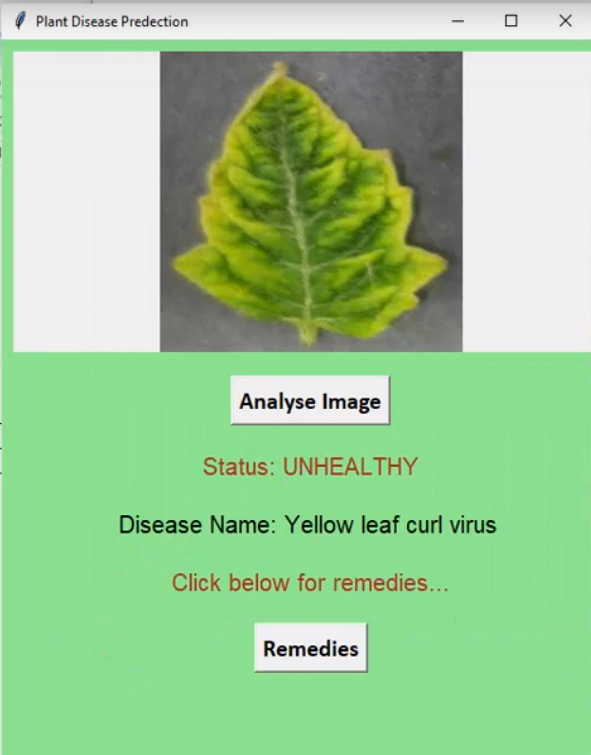 Plant Disease Predection
Analyse Image
Status: UNHEALTHY
Disease Name: Yellow leaf curl virus
Click below for remedies...
Remedies